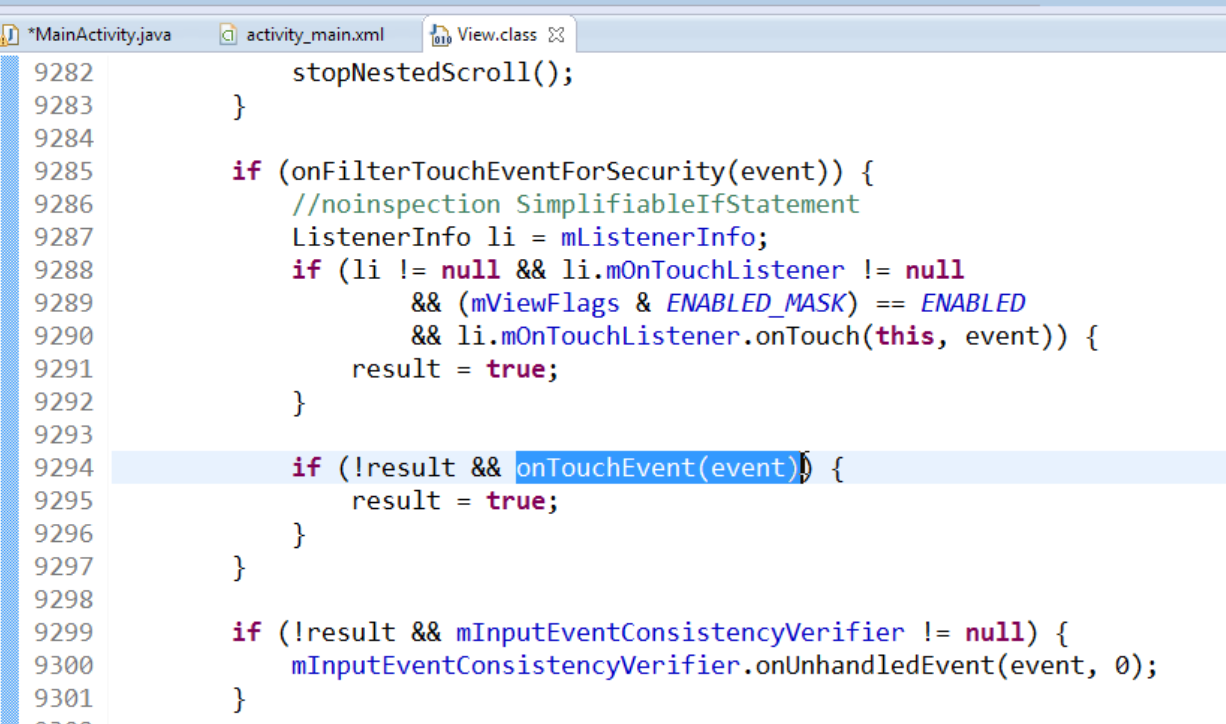 *MainActivity.java activity_main.xml View.class
9282 stopNestedScroll();
9283 }
9284
9285 if (onFilterTouchEventForSecurity(event)) {
9286 //noinspection SimplifiableIfStatement
9287 ListenerInfo li = mListenerInfo;
9288 if (li != null && li.mOnTouchListener != null
9289 && (mViewFlags & ENABLED_MASK) == ENABLED
9290 && li.mOnTouchListener.onTouch(this, event)) {
9291 result = true;
9292 }
9293
9294 if (!result && onTouchEvent(event)) {
9295 result = true;
9296 }
9297 }
9298
9299 if (!result && mInputEventConsistencyVerifier != null) {
9300 mInputEventConsistencyVerifier.onUnhandledEvent(event, 0);
9301 }